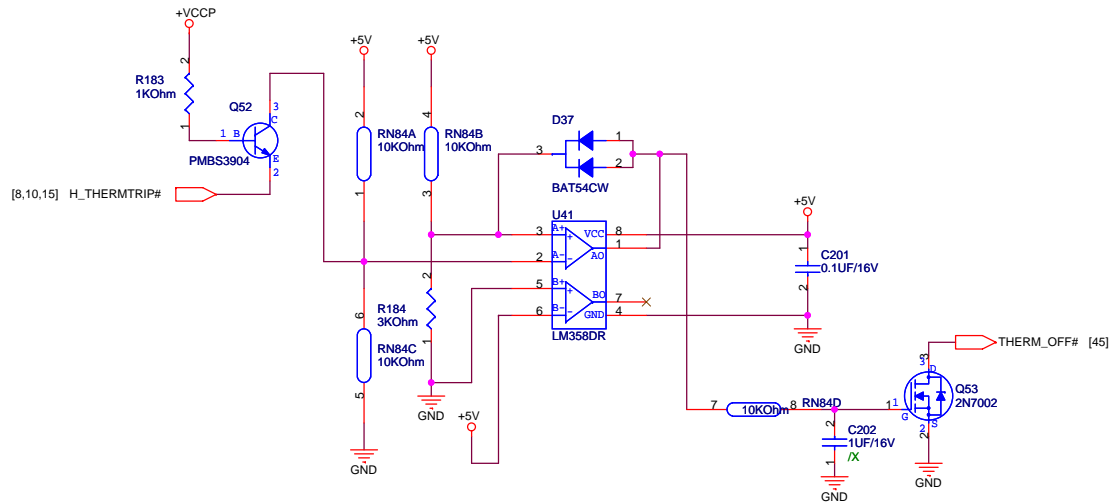 +VCCP
+5V
+5V
2
R183
1KOhm
1
Q52
3
C
1
B
E
2
PMBS3904
[8,10,15] H_THERMTRIP#
2
RN84A
10KOhm
1
4
RN84B
10KOhm
3
D37
1
3
2
BAT54CW
U41
3
A+
VCC
8
AO
1
2
A-
5
B+
BO
7
6
B-
GND
4
LM358DR
+5V
1
C201
0.1UF/16V
2
GND
2
R184
3KOhm
1
GND
6
RN84C
10KOhm
5
GND
+5V
7
10KOhm
8
RN84D
2
C202
1UF/16V
/X
1
GND
THERM_OFF# [45]
3
3
D
Q53
2N7002
1
1
G
S
2
2
GND